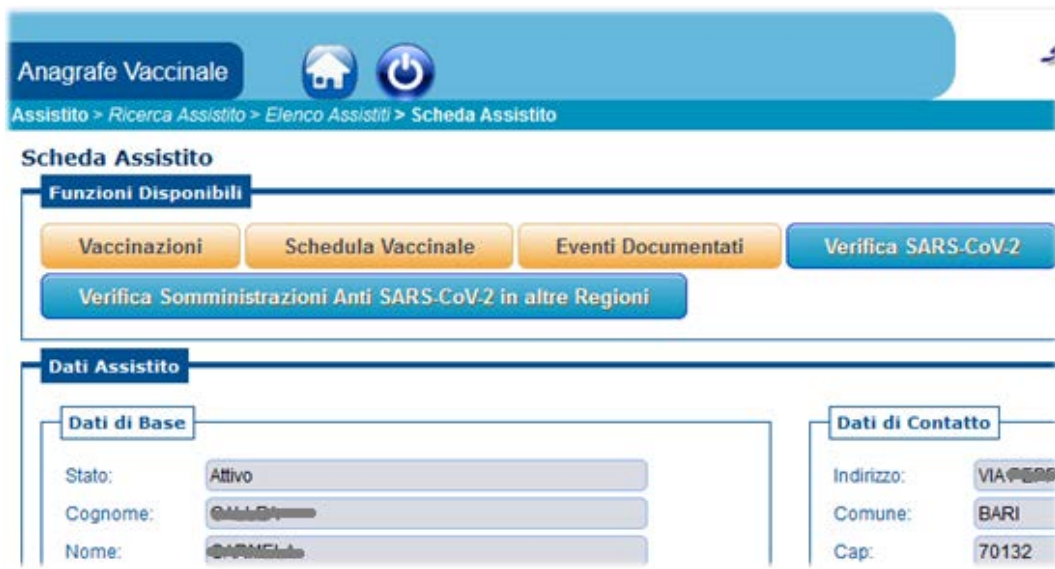 Anagrafe Vaccinale
Assistito > Ricerca Assistito > Elenco Assistiti > Scheda Assistito
Scheda Assistito
Funzioni Disponibili
Vaccinazioni Schedula Vaccinale Eventi Documentati Verifica SARS-CoV-2
Verifica Somministrazioni Anti SARS-CoV-2 in altre Regioni
Dati Assistito
Dati di Base
Stato: Attivo
Cognome:
Nome:
Dati di Contatto
Indirizzo: VIA
Comune: BARI
Cap: 70132